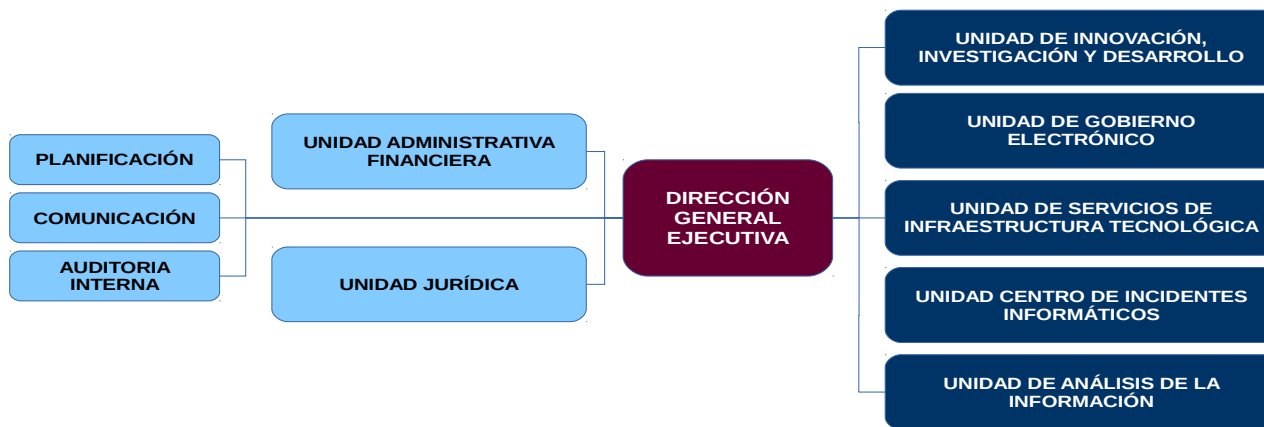 PLANIFICACIÓN
COMUNICACIÓN
AUDITORIA
INTERNA
UNIDAD ADMINISTRATIVA
FINANCIERA
UNIDAD JURÍDICA
DIRECCIÓN
GENERAL
EJECUTIVA
UNIDAD DE INNOVACIÓN,
INVESTIGACIÓN Y DESARROLLO
UNIDAD DE GOBIERNO
ELECTRÓNICO
UNIDAD DE SERVICIOS DE
INFRAESTRUCTURA TECNOLÓGICA
UNIDAD CENTRO DE INCIDENTES
INFORMÁTICOS
UNIDAD DE ANÁLISIS DE LA
INFORMACIÓN